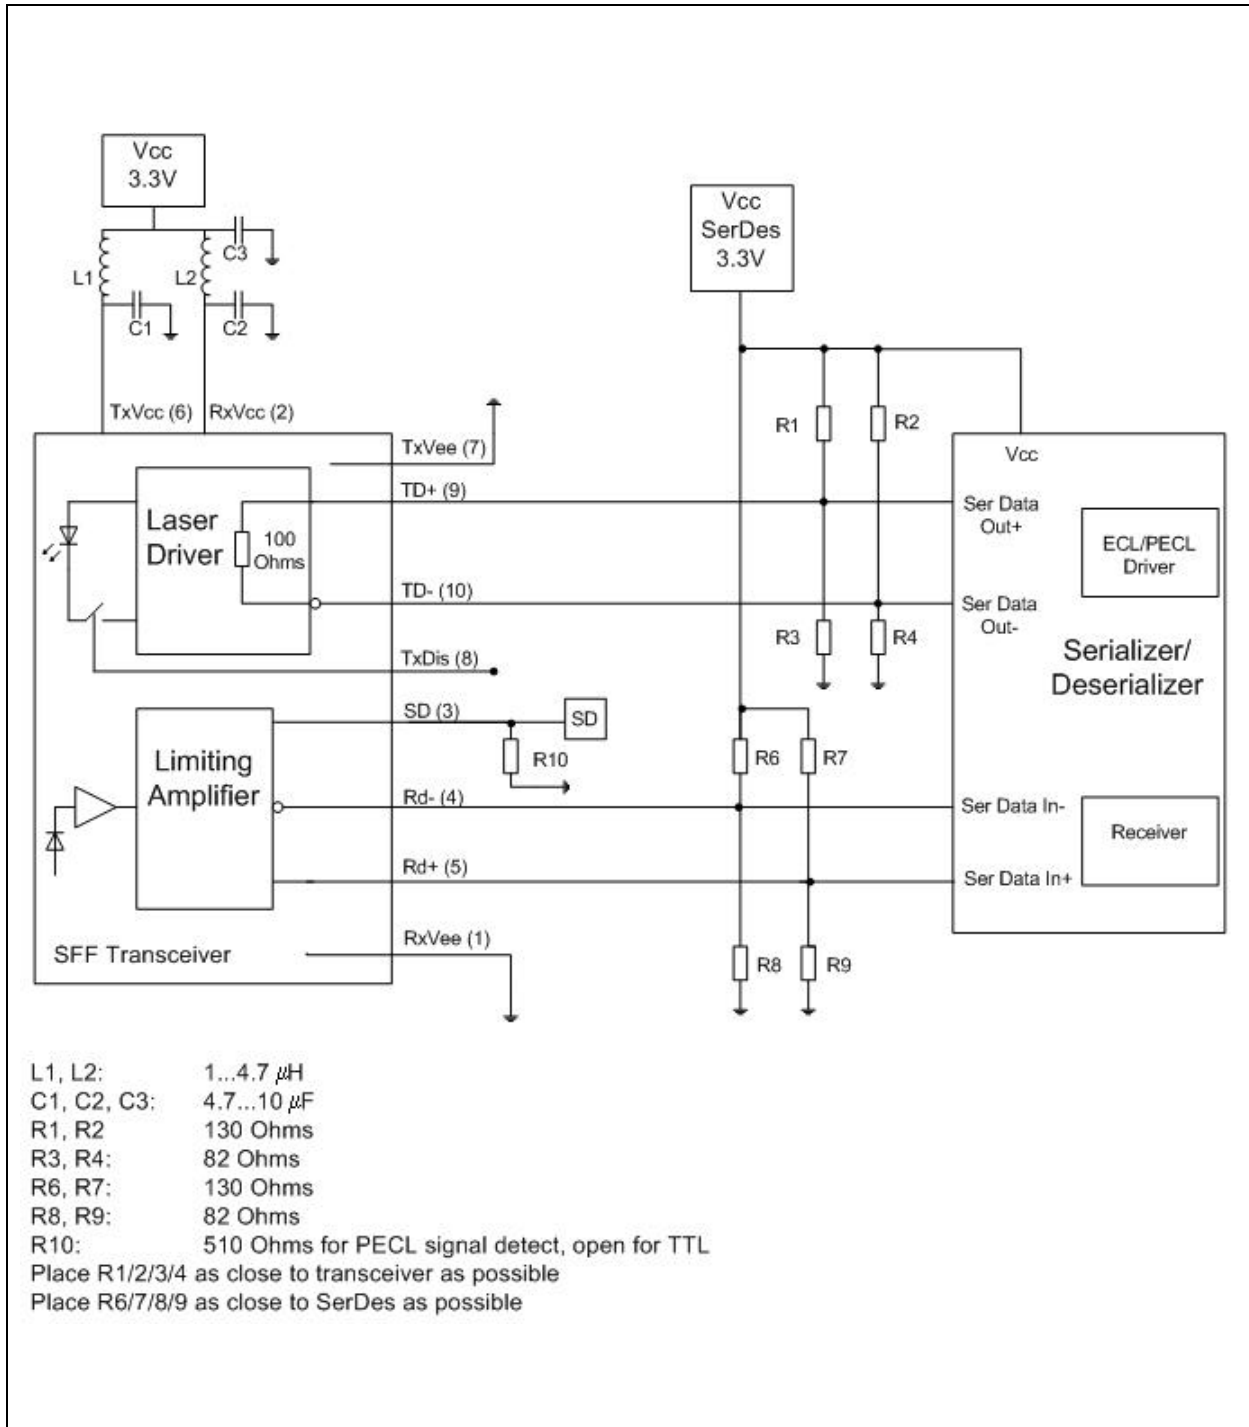 Vcc
3.3V
C3
L1
L2
C1
C2
Vcc
SerDes
3.3V
TxVcc (6)
RxVcc (2)
TxVee (7)
R1
R2
Vcc
TD+ (9)
Laser
Driver
100
Ohms
Ser Data
Out+
ECL/PECL
Driver
TD- (10)
Ser Data
Out-
R3
R4
TxDis (8)
Serializer/
Deserializer
SD (3)
SD
R10
R6
R7
Limiting
Amplifier
Rd- (4)
Ser Data In-
Receiver
Rd+ (5)
Ser Data In+
RxVee (1)
SFF Transceiver
R8
R9
L1, L2: 1...4.7 µH
C1, C2, C3: 4.7...10 µF
R1, R2 130 Ohms
R3, R4: 82 Ohms
R6, R7: 130 Ohms
R8, R9: 82 Ohms
R10: 510 Ohms for PECL signal detect, open for TTL
Place R1/2/3/4 as close to transceiver as possible
Place R6/7/8/9 as close to SerDes as possible